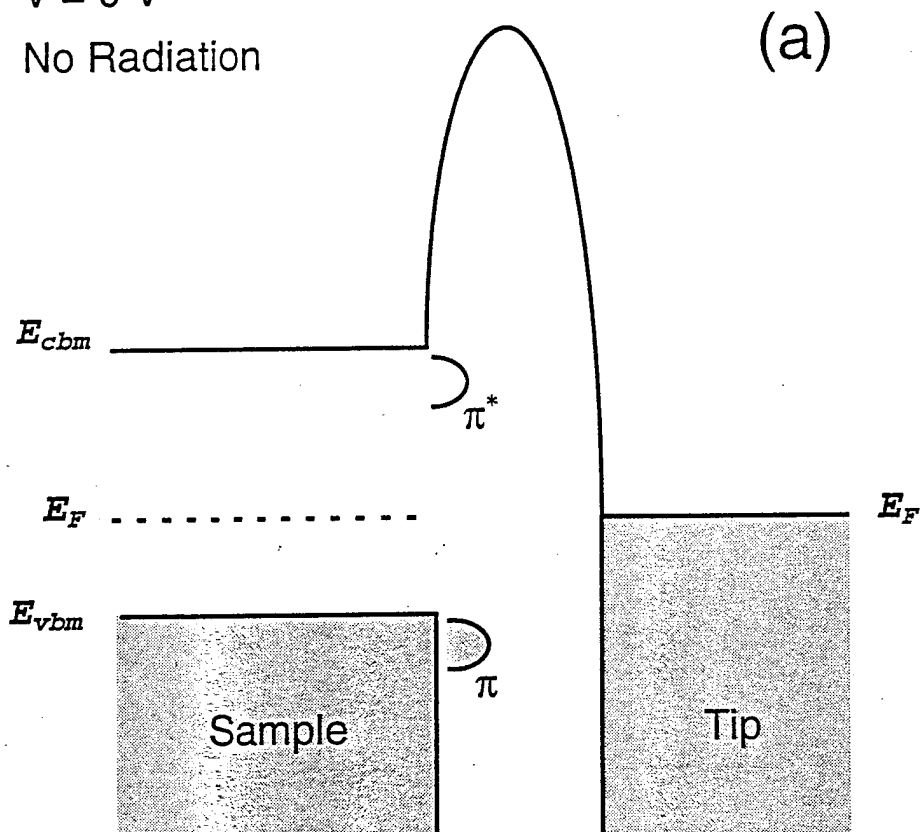 No Radiation
(a)
E_cbm
π*
E_F
E_F
E_vbm
π
Sample
Tip